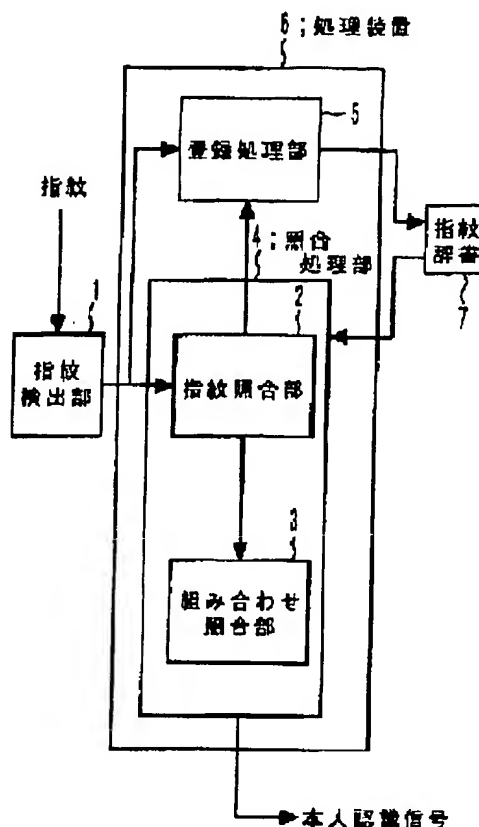 6;処理装置
5
登録処理部
指紋
指紋
辞書
7
4;照合
処理部
1
2
指紋
検出部
指紋照合部
3
組み合わせ
照合部
本人認識信号